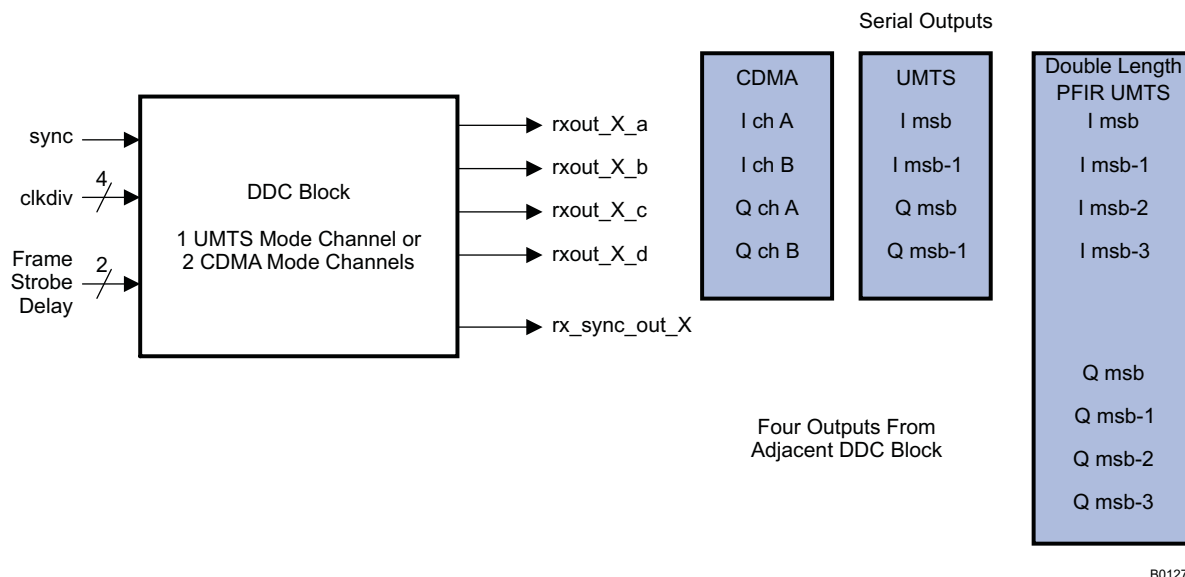 Serial Outputs
sync
clkdiv
4
Frame
Strobe
Delay
2
DDC Block
1 UMTS Mode Channel or
2 CDMA Mode Channels
rxout_X_a
rxout_X_b
rxout_X_c
rxout_X_d
rx_sync_out_X
CDMA
I ch A
I ch B
Q ch A
Q ch B
UMTS
I msb
I msb-1
Q msb
Q msb-1
Double Length
PFIR UMTS
I msb
I msb-1
I msb-2
I msb-3
Q msb
Q msb-1
Q msb-2
Q msb-3
Four Outputs From
Adjacent DDC Block
B0127